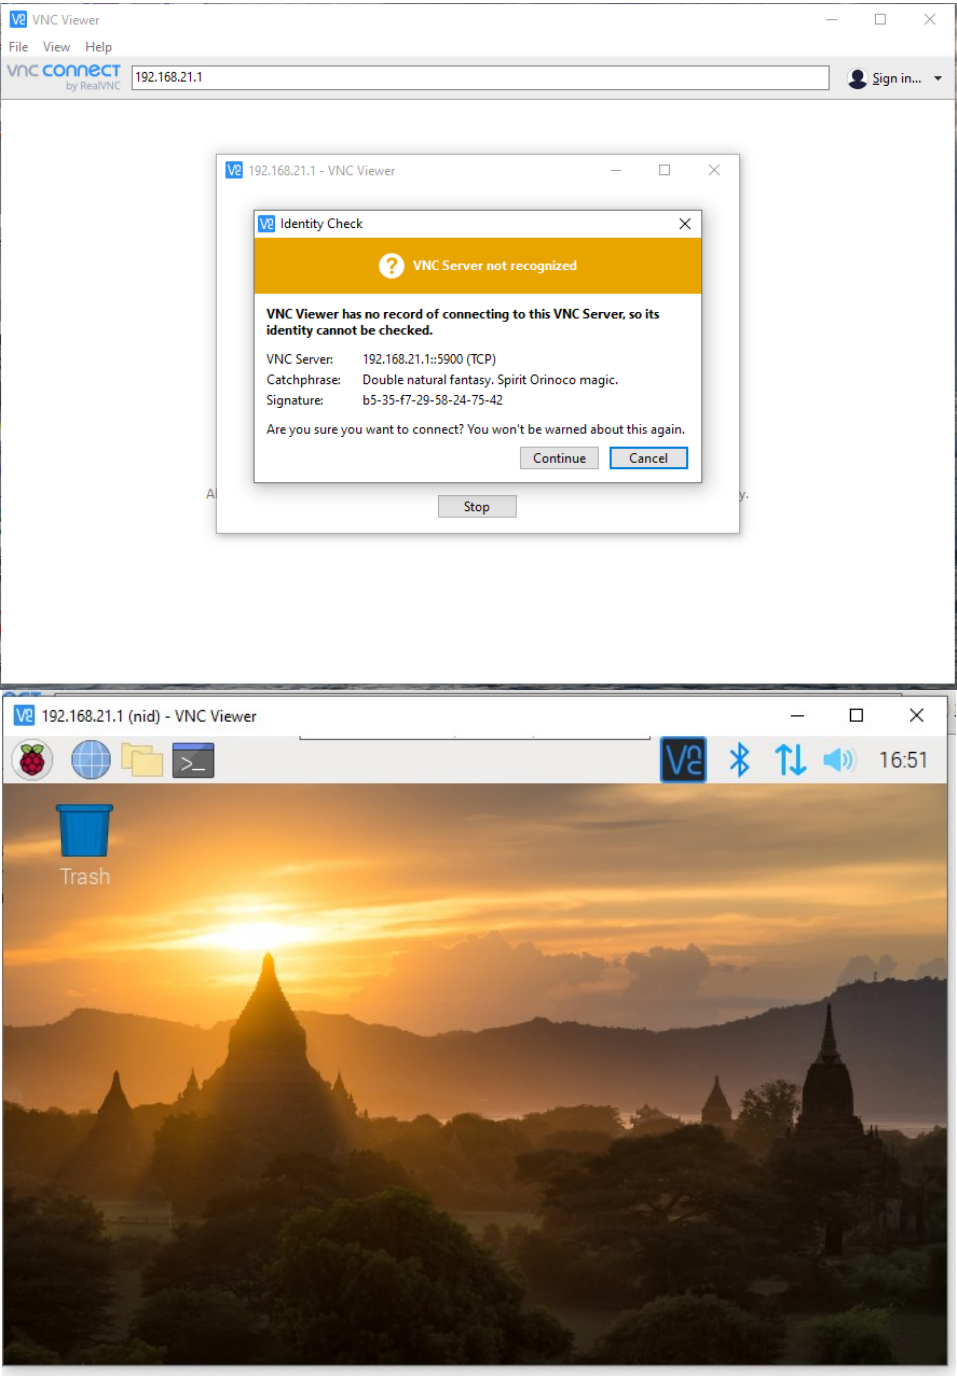 VNC Viewer
File View Help
VNC CONNECT
by RealVNC
192.168.21.1
Sign in...
192.168.21.1 - VNC Viewer
Identity Check
VNC Server not recognized
VNC Viewer has no record of connecting to this VNC Server, so its
identity cannot be checked.
VNC Server: 192.168.21.1::5900 (TCP)
Catchphrase: Double natural fantasy. Spirit Orinoco magic.
Signature: b5-35-f7-29-58-24-75-42
Are you sure you want to connect? You won't be warned about this again.
Continue Cancel
Stop
192.168.21.1 (nid) - VNC Viewer
16:51
Trash